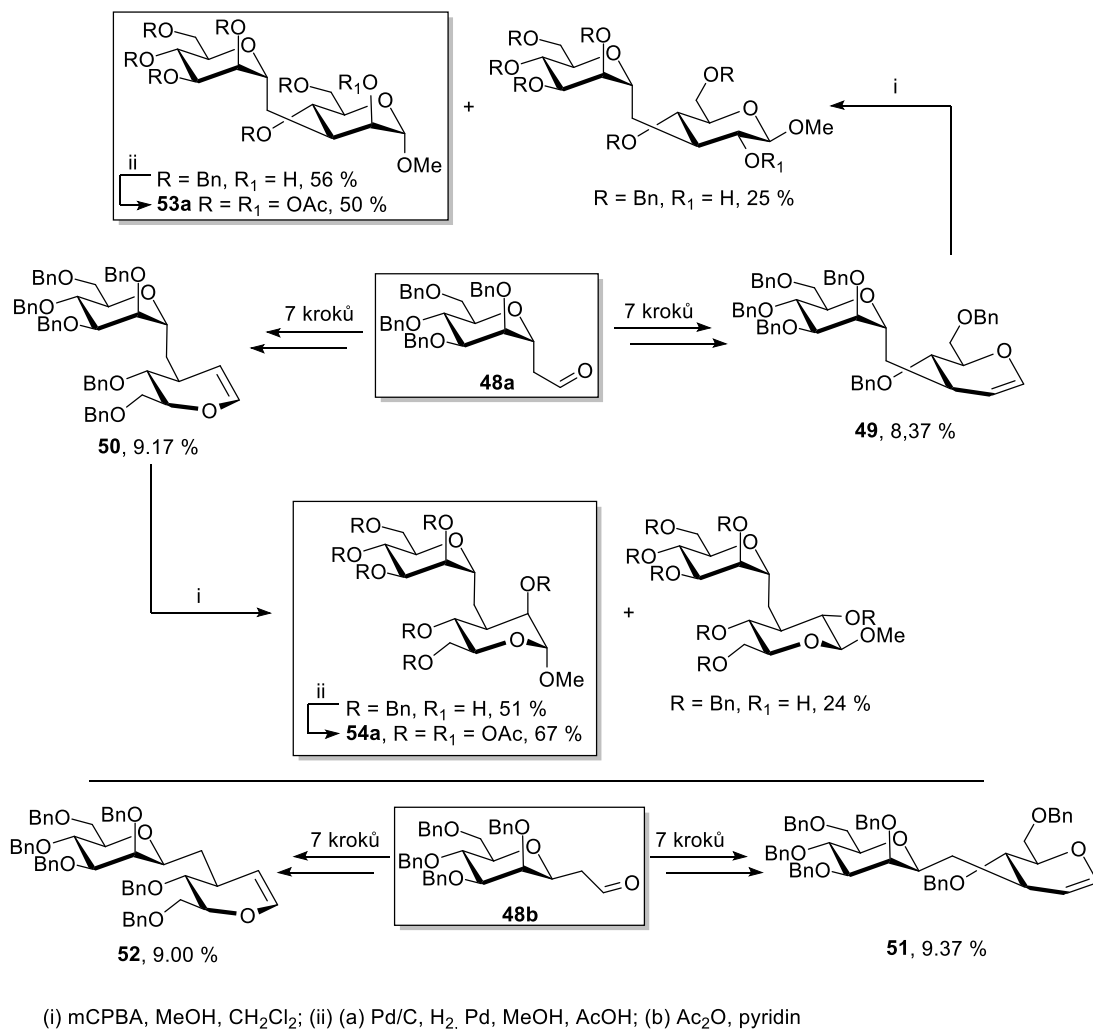 RO
OR
O
RO
RO
R₁O
RO
O
RO
OMe
ii
R = Bn, R₁ = H, 56 %
53a R = R₁ = OAc, 50 %
+
RO
OR
O
RO
RO
OR
O
RO
OMe
OR₁
R = Bn, R₁ = H, 25 %
i
BnO
BnO
O
BnO
BnO
BnO
BnO
O
50, 9.17 %
7 kroků
BnO
BnO
O
BnO
BnO
O
48a
7 kroků
BnO
BnO
O
BnO
BnO
OBn
O
BnO
49, 8,37 %
i
RO
OR
O
RO
RO
OR
RO
O
RO
OMe
ii
R = Bn, R₁ = H, 51 %
54a, R = R₁ = OAc, 67 %
+
RO
RO
O
RO
RO
OR
RO
O
OMe
RO
R = Bn, R₁ = H, 24 %
BnO
BnO
O
BnO
BnO
BnO
BnO
O
52, 9.00 %
7 kroků
BnO
BnO
O
BnO
BnO
O
48b
7 kroků
BnO
BnO
O
BnO
BnO
OBn
O
BnO
51, 9.37 %
(i) mCPBA, MeOH, CH₂Cl₂; (ii) (a) Pd/C, H₂, Pd, MeOH, AcOH; (b) Ac₂O, pyridin